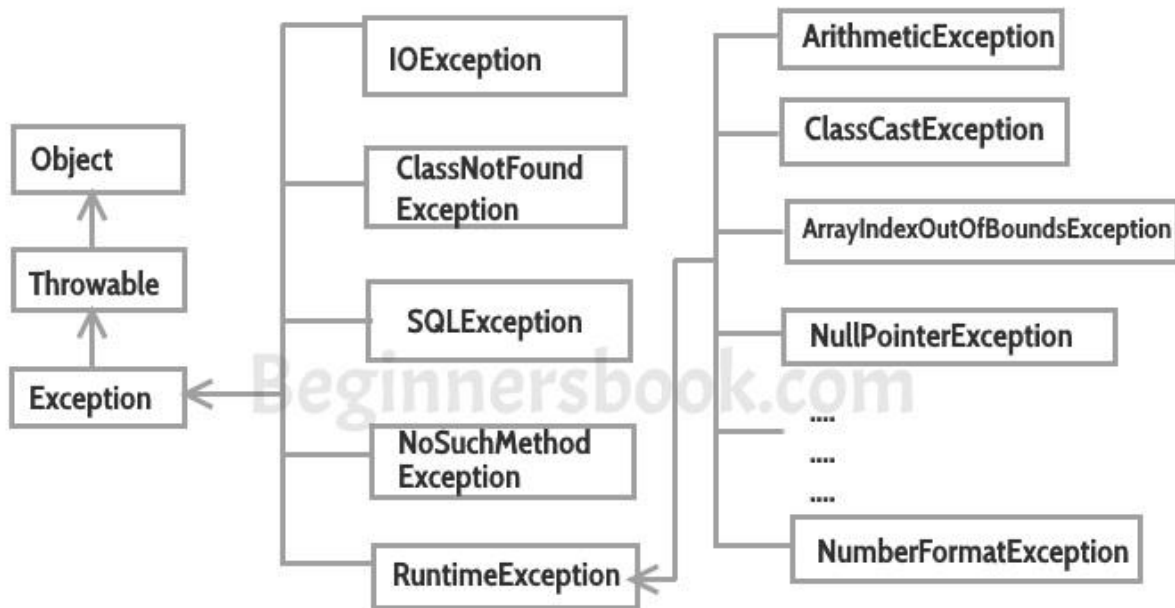 Object
Throwable
Exception
IOException
ClassNotFound
Exception
SQLException
NoSuchMethod
Exception
RuntimeException
ArithmeticException
ClassCastException
ArrayIndexOutOfBoundsException
NullPointerException
....
....
....
NumberFormatException
Beginnersbook.com